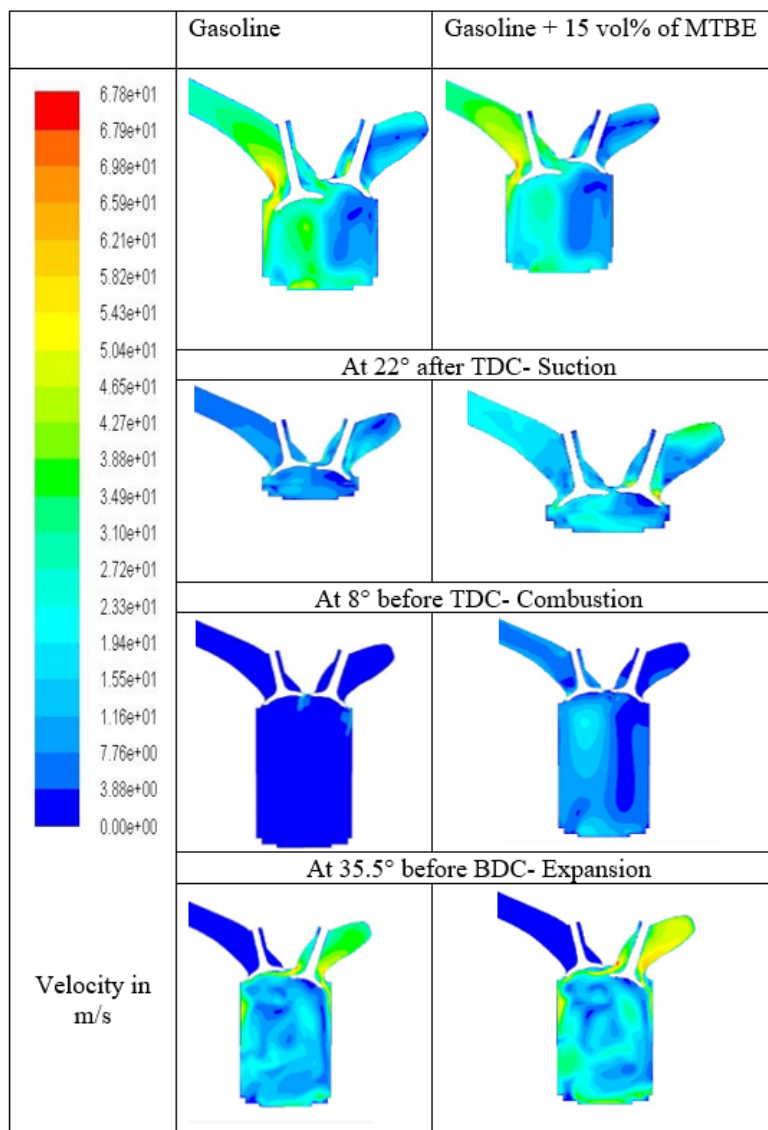 Gasoline
Gasoline + 15 vol% of MTBE
6.78e+01
6.79e+01
6.98e+01
6.59e+01
6.21e+01
5.82e+01
5.43e+01
5.04e+01
4.65e+01
4.27e+01
3.88e+01
3.49e+01
3.10e+01
2.72e+01
2.33e+01
1.94e+01
1.55e+01
1.16e+01
7.76e+00
3.88e+00
0.00e+00
At 22° after TDC- Suction
At 8° before TDC- Combustion
At 35.5° before BDC- Expansion
Velocity in
m/s